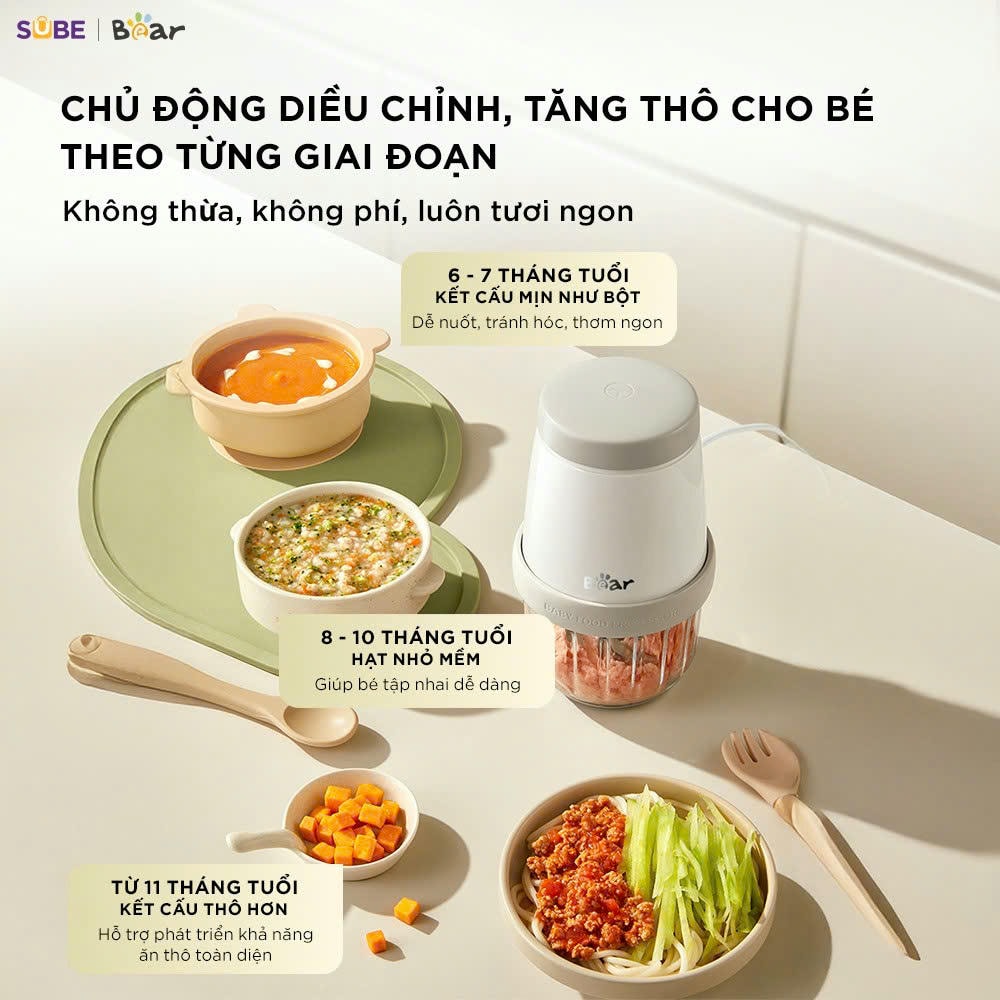 SUBE | Bear
CHỦ ĐỘNG DIỀU CHỈNH, TĂNG THÔ CHO BÉ
THEO TỪNG GIAI ĐOẠN
Không thừa, không phí, luôn tươi ngon
6 - 7 THÁNG TUỔI
KẾT CẤU MỊN NHƯ BỘT
Dễ nuốt, tránh hóc, thơm ngon
Bear
BABY FOOD PROCESSOR
8 - 10 THÁNG TUỔI
HẠT NHỎ MỀM
Giúp bé tập nhai dễ dàng
TỪ 11 THÁNG TUỔI
KẾT CẤU THÔ HƠN
Hỗ trợ phát triển khả năng
ăn thô toàn diện